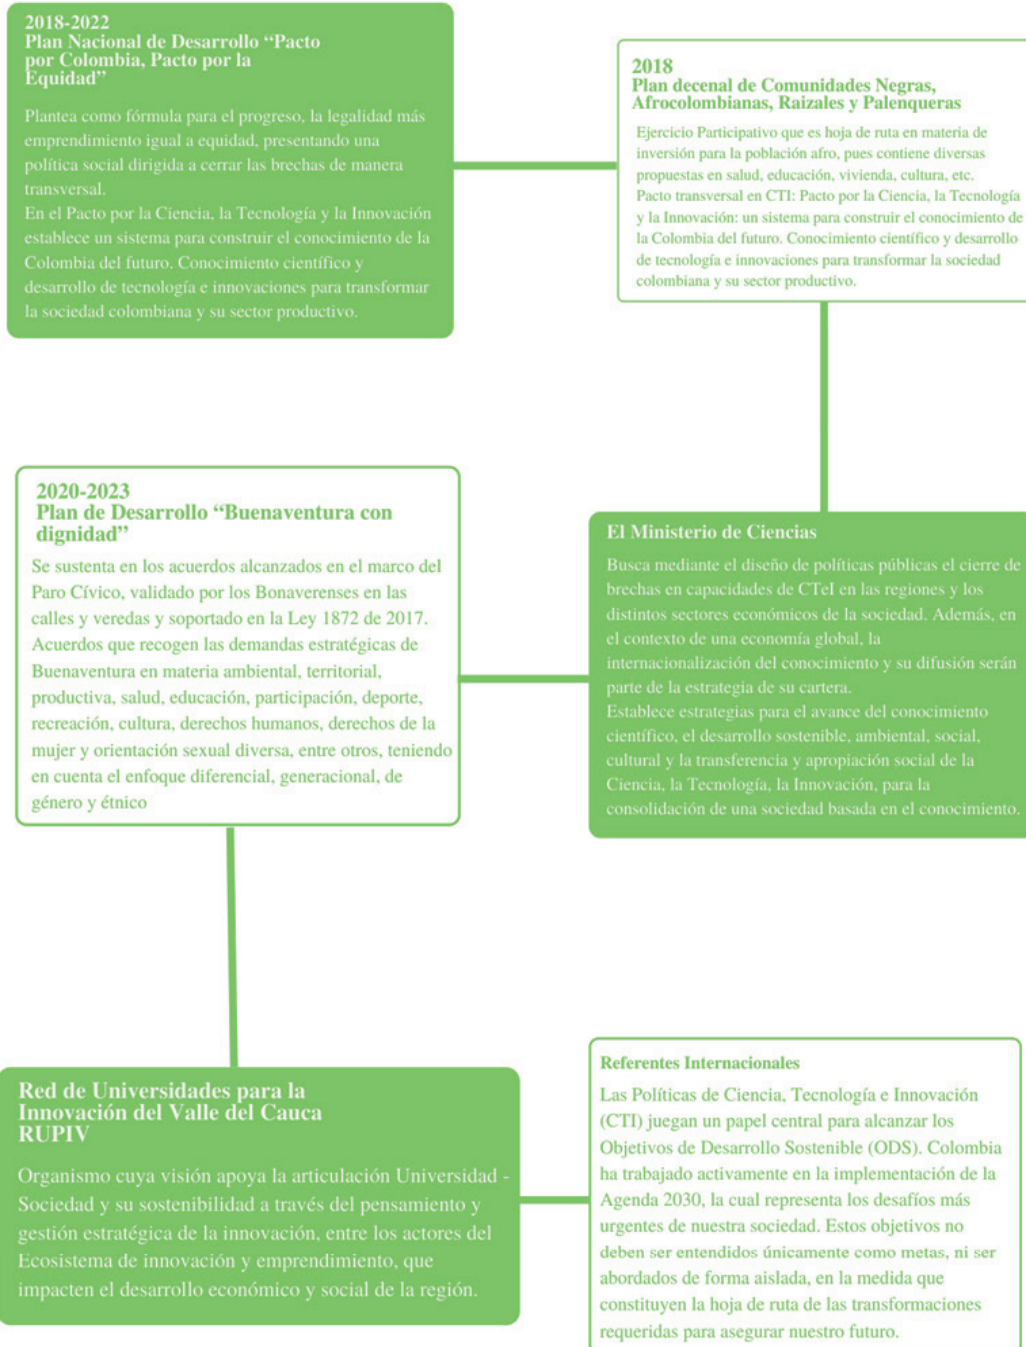 2018-2022
Plan Nacional de Desarrollo “Pacto
por Colombia, Pacto por la
Equidad”
Plantea como fórmula para el progreso, la legalidad más
emprendimiento igual a equidad, presentando una
política social dirigida a cerrar las brechas de manera
transversal.
En el Pacto por la Ciencia, la Tecnología y la Innovación
establece un sistema para construir el conocimiento de la
Colombia del futuro. Conocimiento científico y
desarrollo de tecnología e innovaciones para transformar
la sociedad colombiana y su sector productivo.
2018
Plan decenal de Comunidades Negras,
Afrocolombianas, Raizales y Palenqueras
Ejercicio Participativo que es hoja de ruta en materia de
inversión para la población afro, pues contiene diversas
propuestas en salud, educación, vivienda, cultura, etc.
Pacto transversal en CTI: Pacto por la Ciencia, la Tecnología
y la Innovación: un sistema para construir el conocimiento de
la Colombia del futuro. Conocimiento científico y desarrollo
de tecnología e innovaciones para transformar la sociedad
colombiana y su sector productivo.
2020-2023
Plan de Desarrollo “Buenaventura con
dignidad”
Se sustenta en los acuerdos alcanzados en el marco del
Paro Cívico, validado por los Bonaverenses en las
calles y veredas y soportado en la Ley 1872 de 2017.
Acuerdos que recogen las demandas estratégicas de
Buenaventura en materia ambiental, territorial,
productiva, salud, educación, participación, deporte,
recreación, cultura, derechos humanos, derechos de la
mujer y orientación sexual diversa, entre otros, teniendo
en cuenta el enfoque diferencial, generacional, de
género y étnico
El Ministerio de Ciencias
Busca mediante el diseño de políticas públicas el cierre de
brechas en capacidades de CTeI en las regiones y los
distintos sectores económicos de la sociedad. Además, en
el contexto de una economía global, la
internacionalización del conocimiento y su difusión serán
parte de la estrategia de su cartera.
Establece estrategias para el avance del conocimiento
científico, el desarrollo sostenible, ambiental, social,
cultural y la transferencia y apropiación social de la
Ciencia, la Tecnología, la Innovación, para la
consolidación de una sociedad basada en el conocimiento.
Red de Universidades para la
Innovación del Valle del Cauca
RUPIV
Organismo cuya visión apoya la articulación Universidad -
Sociedad y su sostenibilidad a través del pensamiento y
gestión estratégica de la innovación, entre los actores del
Ecosistema de innovación y emprendimiento, que
impacten el desarrollo económico y social de la región.
Referentes Internacionales
Las Políticas de Ciencia, Tecnología e Innovación
(CTI) juegan un papel central para alcanzar los
Objetivos de Desarrollo Sostenible (ODS). Colombia
ha trabajado activamente en la implementación de la
Agenda 2030, la cual representa los desafíos más
urgentes de nuestra sociedad. Estos objetivos no
deben ser entendidos únicamente como metas, ni ser
abordados de forma aislada, en la medida que
constituyen la hoja de ruta de las transformaciones
requeridas para asegurar nuestro futuro.